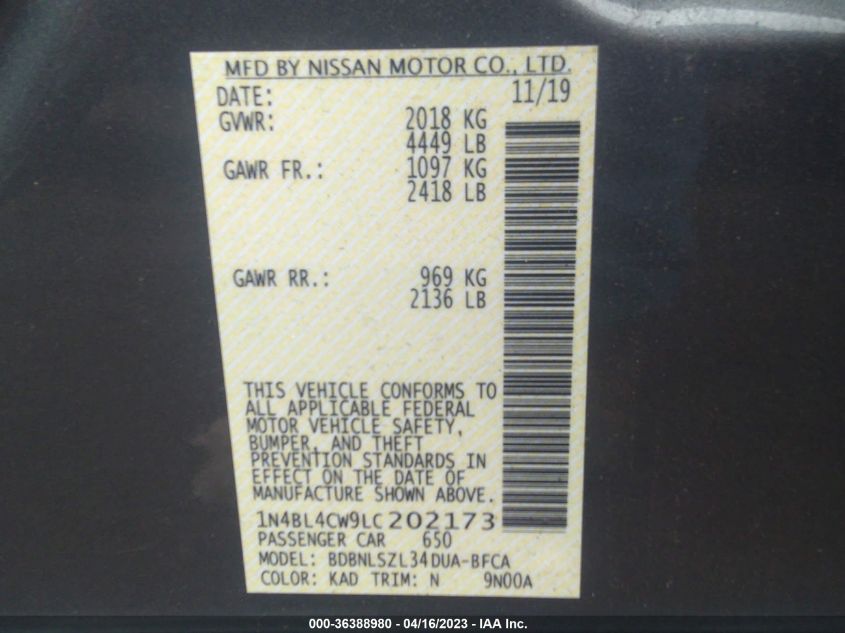 MFD BY NISSAN MOTOR CO., LTD.
DATE: 11/19
GVWR: 2018 KG
4449 LB
GAWR FR.: 1097 KG
2418 LB
GAWR RR.: 969 KG
2136 LB
THIS VEHICLE CONFORMS TO
ALL APPLICABLE FEDERAL
MOTOR VEHICLE SAFETY,
BUMPER, AND THEFT
PREVENTION STANDARDS IN
EFFECT ON THE DATE OF
MANUFACTURE SHOWN ABOVE.
1N4BL4CW9LC202173
PASSENGER CAR 650
MODEL: BDBNLSZL34DUA-BFCA
COLOR: KAD TRIM: N 9N00A
000-36388980 - 04/16/2023 - IAA Inc.